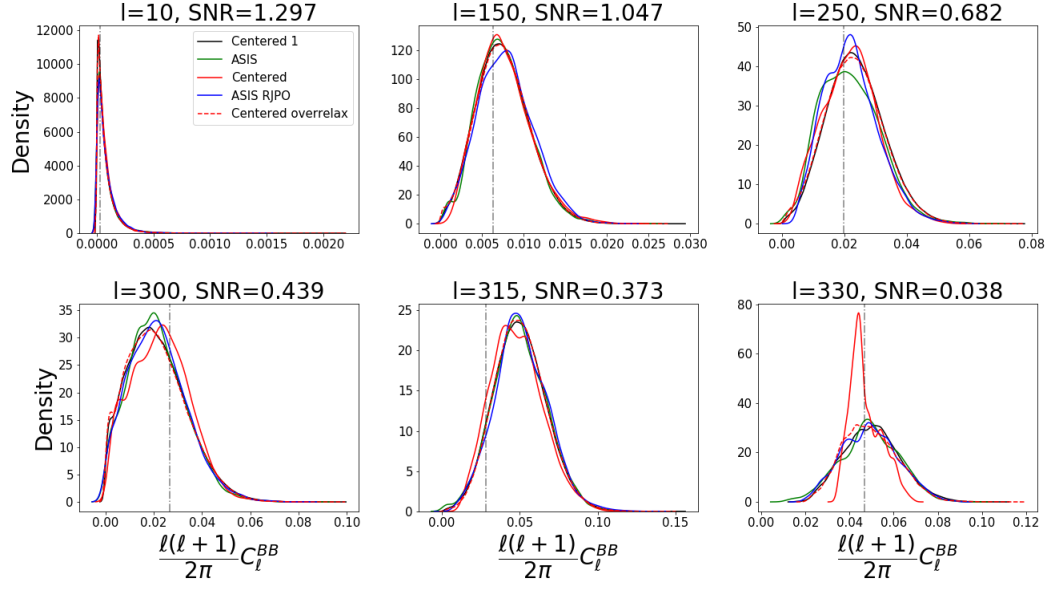 l=10, SNR=1.297
l=150, SNR=1.047
l=250, SNR=0.682
Density
12000
10000
8000
6000
4000
2000
0
0.0000 0.0005 0.0010 0.0015 0.0020
Centered 1
ASIS
Centered
ASIS RJPO
Centered overrelax
120
100
80
60
40
20
0
0.000 0.005 0.010 0.015 0.020 0.025 0.030
50
40
30
20
10
0
0.00 0.02 0.04 0.06 0.08
l=300, SNR=0.439
l=315, SNR=0.373
l=330, SNR=0.038
Density
35
30
25
20
15
10
5
0
0.00 0.02 0.04 0.06 0.08 0.10
25
20
15
10
5
0
0.00 0.05 0.10 0.15
80
60
40
20
0
0.00 0.02 0.04 0.06 0.08 0.10 0.12
ℓ(ℓ + 1)/2π C_ℓ^BB
ℓ(ℓ + 1)/2π C_ℓ^BB
ℓ(ℓ + 1)/2π C_ℓ^BB